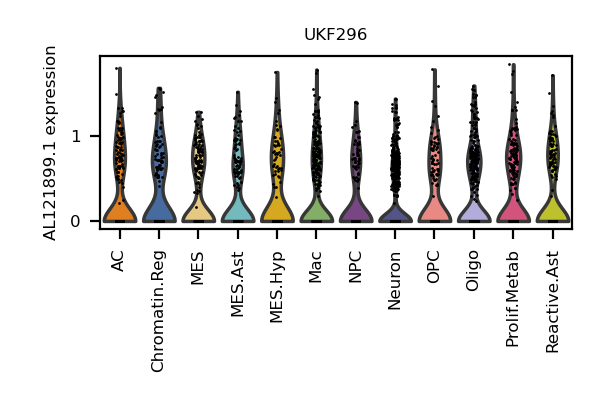 UKF296
AL121899.1 expression
1
0
AC
Chromatin.Reg
MES
MES.Ast
MES.Hyp
Mac
NPC
Neuron
OPC
Oligo
Prolif.Metab
Reactive.Ast